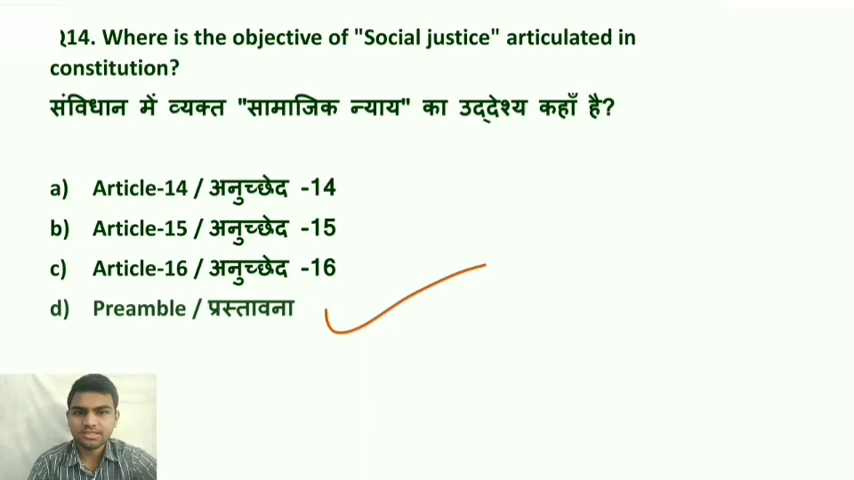 Q14. Where is the objective of "Social justice" articulated in
constitution?
संविधान में व्यक्त "सामाजिक न्याय" का उद्देश्य कहाँ है?
a) Article-14 / अनुच्छेद -14
b) Article-15 / अनुच्छेद -15
c) Article-16 / अनुच्छेद -16
d) Preamble / प्रस्तावना